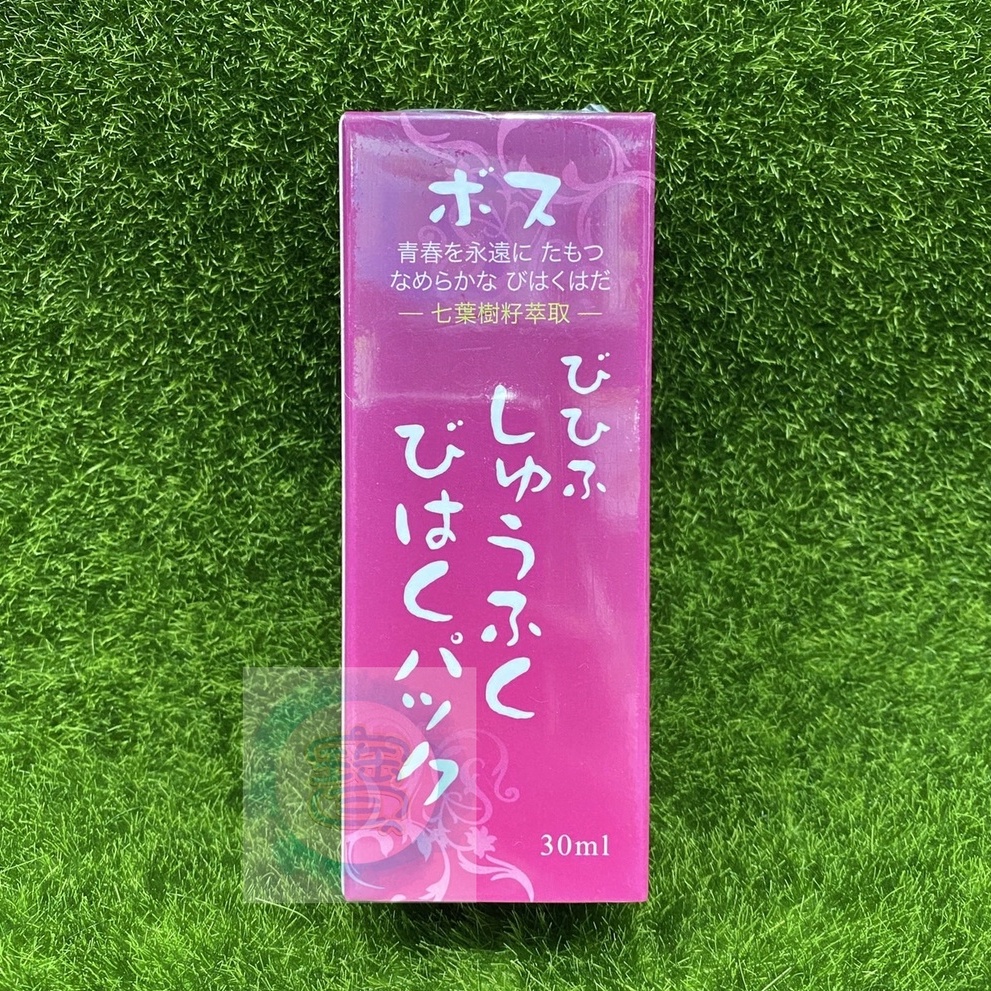 ボス
青春を永遠に たもつ
なめらかな びはくはだ
— 七葉樹籽萃取 —
びひふ
しゅうふく
びはくパック
30ml
寶